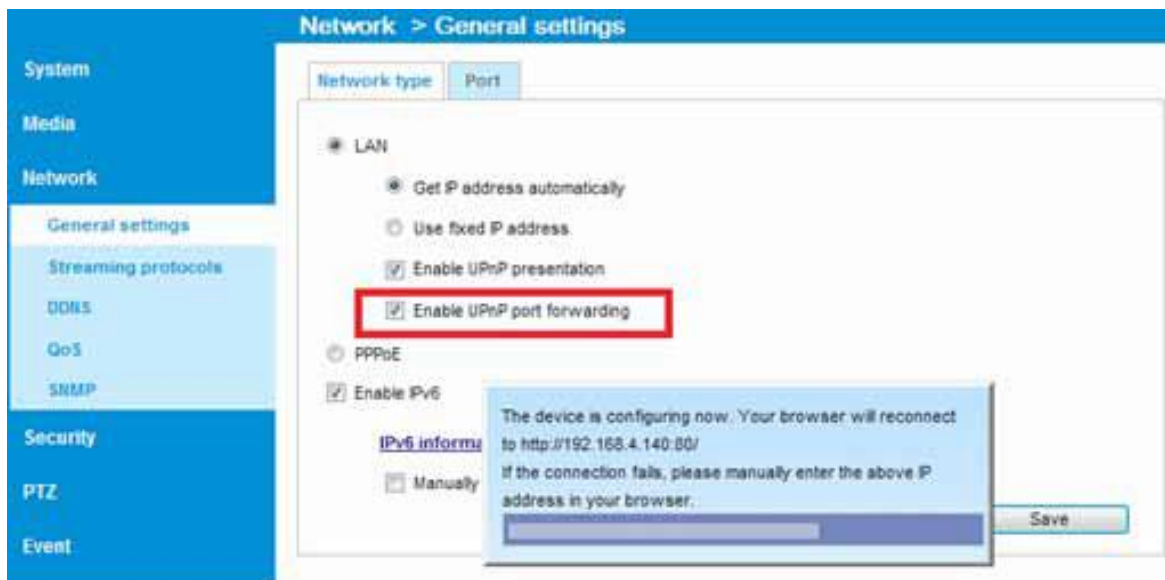 Network > General settings
System
Media
Network
General settings
Streaming protocols
DDNS
QoS
SNMP
Security
PTZ
Event
Network type
Port
LAN
Get IP address automatically
Use fixed IP address
Enable UPnP presentation
Enable UPnP port forwarding
PPPoE
Enable IPv6
IPv6 informa
Manually
The device is configuring now. Your browser will reconnect
to http://192.168.4.140:80/
If the connection fails, please manually enter the above IP
address in your browser.
Save